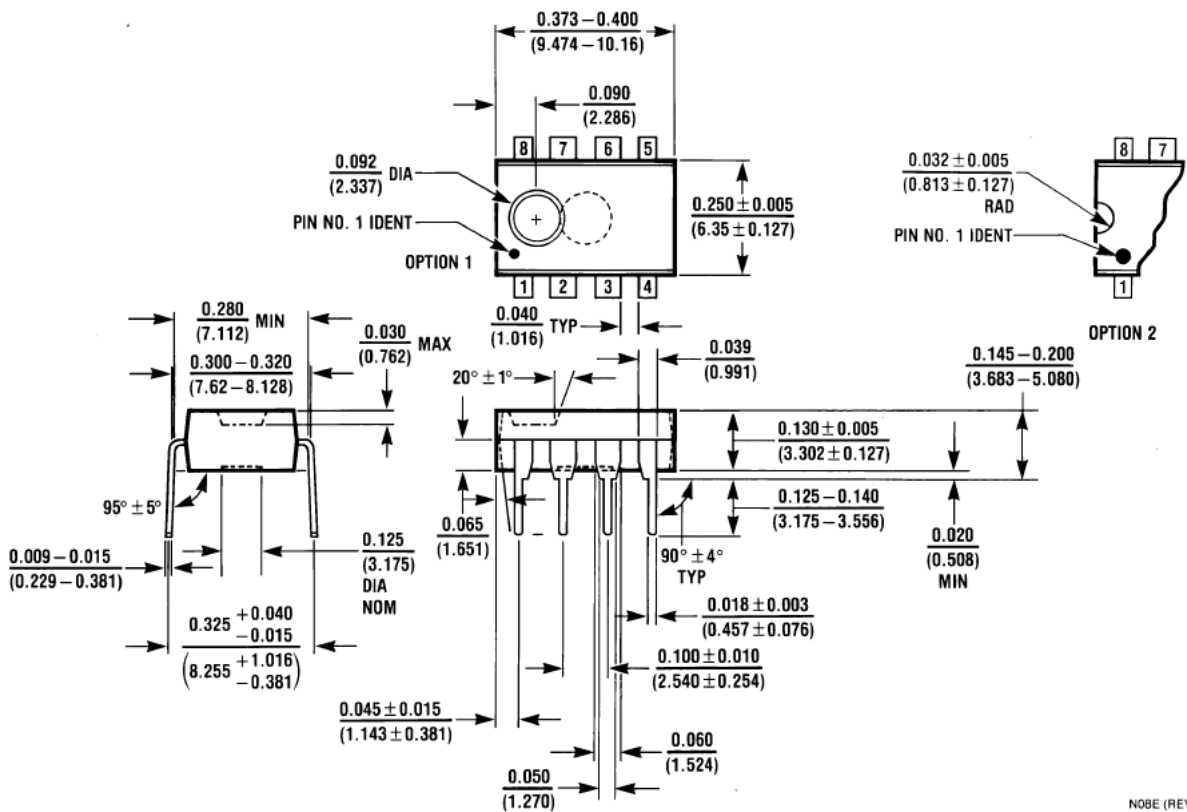 0.373–0.400
(9.474–10.16)
0.090
(2.286)
8 7 6 5
0.092 DIA
(2.337)
PIN NO. 1 IDENT
OPTION 1
+
1 2 3 4
0.250 ± 0.005
(6.35 ± 0.127)
8 7
0.032 ± 0.005
(0.813 ± 0.127)
RAD
PIN NO. 1 IDENT
1
OPTION 2
0.280 MIN
(7.112)
0.030 MAX
(0.762)
0.300–0.320
(7.62–8.128)
0.040 TYP
(1.016)
0.039
(0.991)
0.145–0.200
(3.683–5.080)
20° ± 1°
0.130 ± 0.005
(3.302 ± 0.127)
95° ± 5°
0.065
(1.651)
0.125–0.140
(3.175–3.556)
0.020
(0.508)
MIN
0.009–0.015
(0.229–0.381)
0.125
(3.175)
DIA
NOM
90° ± 4°
TYP
0.018 ± 0.003
(0.457 ± 0.076)
0.325 +0.040
−0.015
(8.255 +1.016
−0.381)
0.100 ± 0.010
(2.540 ± 0.254)
0.045 ± 0.015
(1.143 ± 0.381)
0.060
(1.524)
0.050
(1.270)
N08E (RE